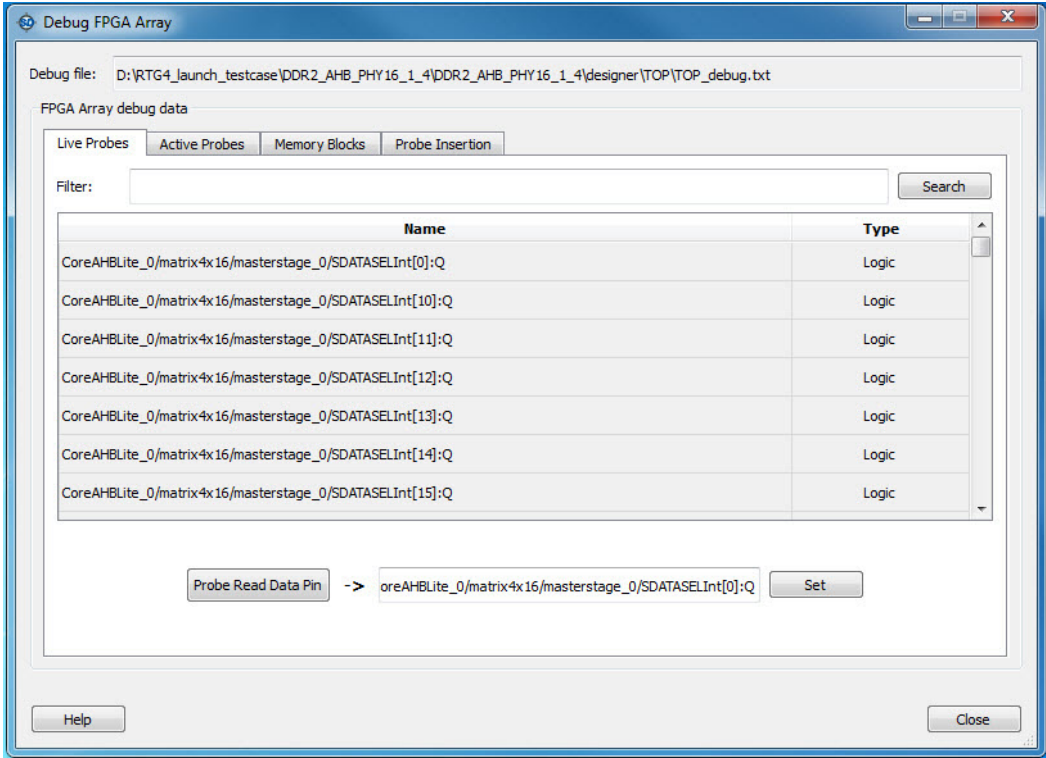 Debug FPGA Array
Debug file: D:\RTG4_launch_testcase\DDR2_AHB_PHY16_1_4\DDR2_AHB_PHY16_1_4\designer\TOP\TOP_debug.txt
FPGA Array debug data
Live Probes Active Probes Memory Blocks Probe Insertion
Filter: Search
Name Type
CoreAHBLite_0/matrix4x16/masterstage_0/SDATASELInt[0]:Q Logic
CoreAHBLite_0/matrix4x16/masterstage_0/SDATASELInt[10]:Q Logic
CoreAHBLite_0/matrix4x16/masterstage_0/SDATASELInt[11]:Q Logic
CoreAHBLite_0/matrix4x16/masterstage_0/SDATASELInt[12]:Q Logic
CoreAHBLite_0/matrix4x16/masterstage_0/SDATASELInt[13]:Q Logic
CoreAHBLite_0/matrix4x16/masterstage_0/SDATASELInt[14]:Q Logic
CoreAHBLite_0/matrix4x16/masterstage_0/SDATASELInt[15]:Q Logic
Probe Read Data Pin -> oreAHBLite_0/matrix4x16/masterstage_0/SDATASELInt[0]:Q Set
Help Close